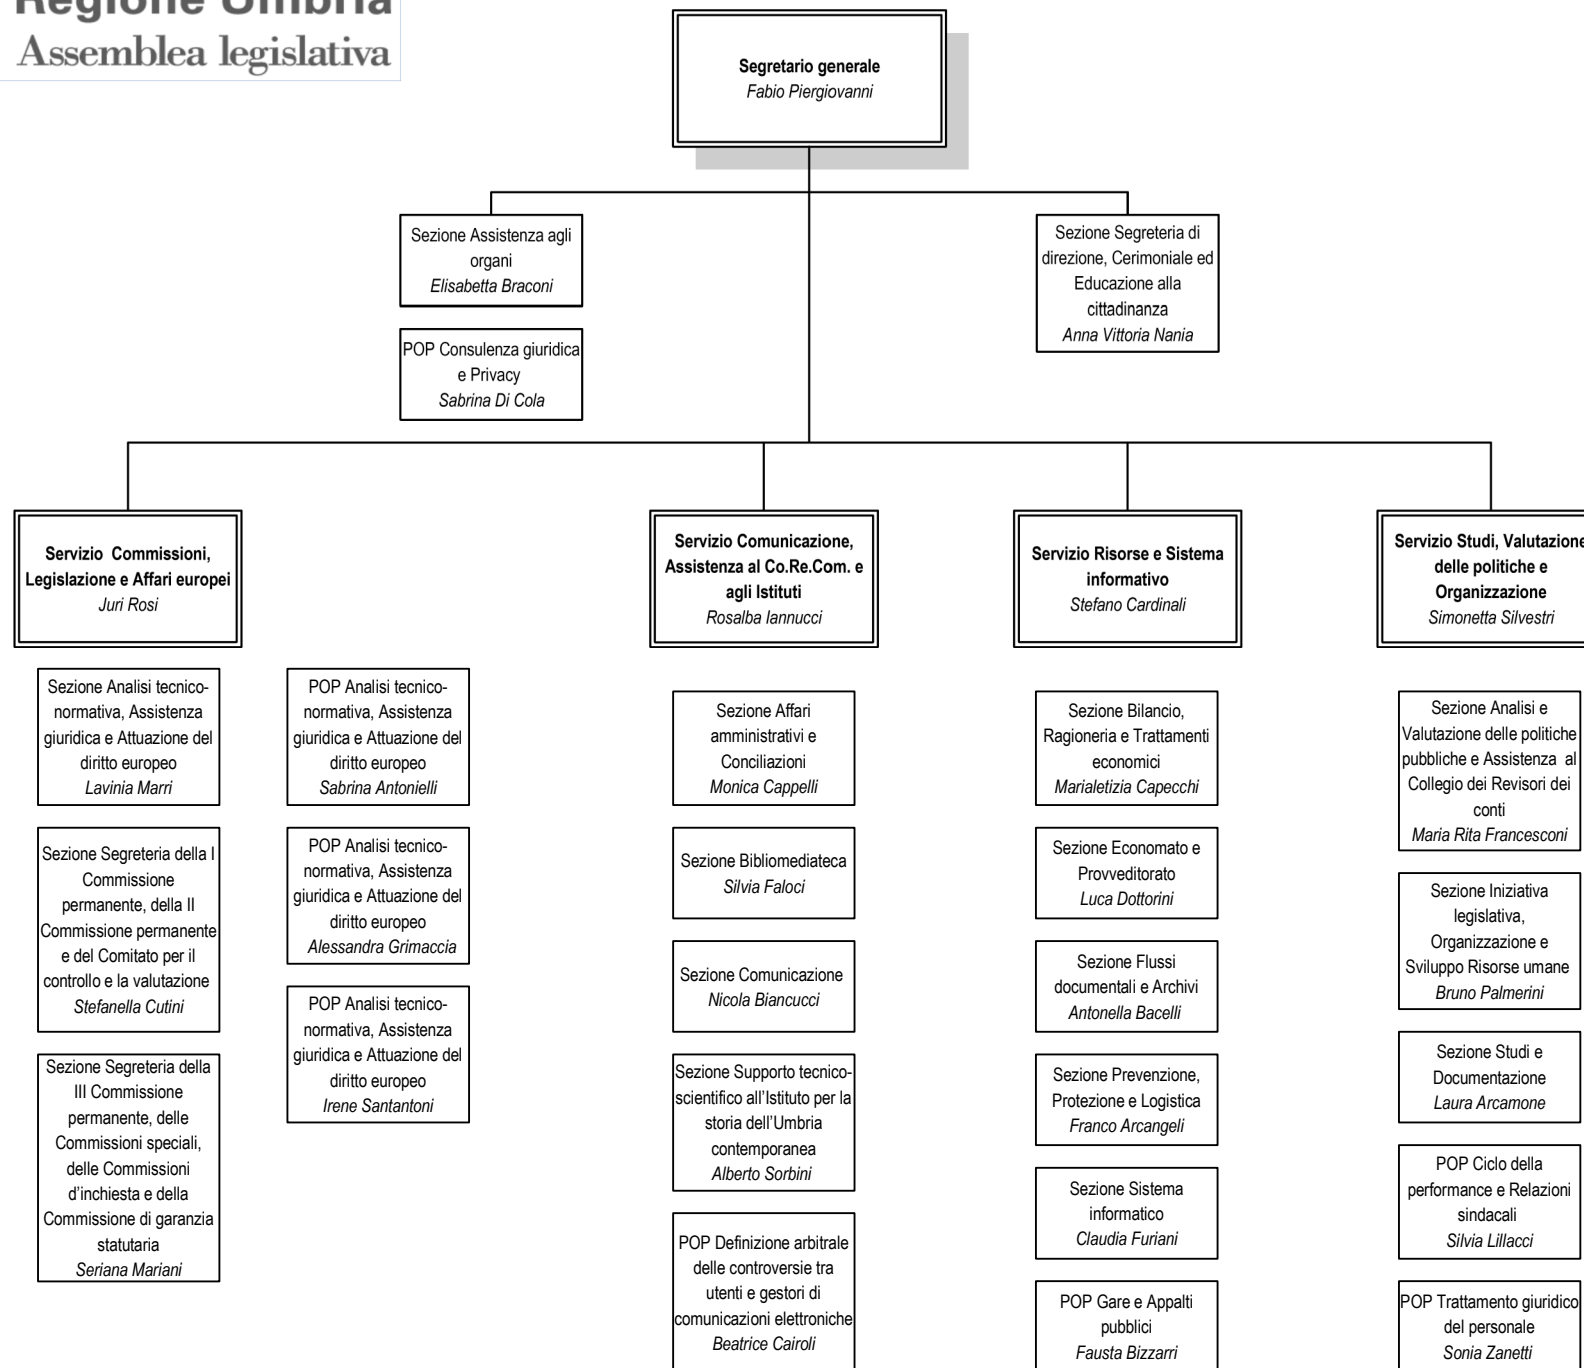 Regione Umbria
Assemblea legislativa
Segretario generale
Fabio Piergiovanni
Sezione Assistenza agli
organi
Elisabetta Braconi
POP Consulenza giuridica
e Privacy
Sabrina Di Cola
Sezione Segreteria di
direzione, Cerimoniale ed
Educazione alla
cittadinanza
Anna Vittoria Nania
Servizio Commissioni,
Legislazione e Affari europei
Juri Rosi
Sezione Analisi tecnico-
normativa, Assistenza
giuridica e Attuazione del
diritto europeo
Lavinia Marri
Sezione Segreteria della I
Commissione
permanente, della II
Commissione permanente
e del Comitato per il
controllo e la valutazione
Stefanella Cutini
Sezione Segreteria della
III Commissione
permanente, delle
Commissioni speciali,
delle Commissioni
d'inchiesta e della
Commissione di garanzia
statutaria
Seriana Mariani
POP Analisi tecnico-
normativa, Assistenza
giuridica e Attuazione del
diritto europeo
Sabrina Antonielli
POP Analisi tecnico-
normativa, Assistenza
giuridica e Attuazione del
diritto europeo
Alessandra Grimaccia
POP Analisi tecnico-
normativa, Assistenza
giuridica e Attuazione del
diritto europeo
Irene Santantoni
Servizio Comunicazione,
Assistenza al Co.Re.Com. e
agli Istituti
Rosalba Iannucci
Sezione Affari
amministrativi e
Conciliazioni
Monica Cappelli
Sezione Bibliomediateca
Silvia Faloci
Sezione Comunicazione
Nicola Biancucci
Sezione Supporto tecnico-
scientifico all'Istituto per la
storia dell'Umbria
contemporanea
Alberto Sorbini
POP Definizione arbitrale
delle controversie tra
utenti e gestori di
comunicazioni elettroniche
Beatrice Cairoli
Servizio Risorse e Sistema
informativo
Stefano Cardinali
Sezione Bilancio,
Ragioneria e Trattamenti
economici
Marialetizia Capecchi
Sezione Economato e
Provveditorato
Luca Dottorini
Sezione Flussi
documentali e Archivi
Antonella Bacelli
Sezione Prevenzione,
Protezione e Logistica
Franco Arcangeli
Sezione Sistema
informatico
Claudia Furiani
POP Gare e Appalti
pubblici
Fausta Bizzarri
Servizio Studi, Valutazione
delle politiche e
Organizzazione
Simonetta Silvestri
Sezione Analisi e
Valutazione delle politiche
pubbliche e Assistenza al
Collegio dei Revisori dei
conti
Maria Rita Francesconi
Sezione Iniziativa
legislativa,
Organizzazione e
Sviluppo Risorse umane
Bruno Palmerini
Sezione Studi e
Documentazione
Laura Arcamone
POP Ciclo della
performance e Relazioni
sindacali
Silvia Lillacci
POP Trattamento giuridico
del personale
Sonia Zanetti